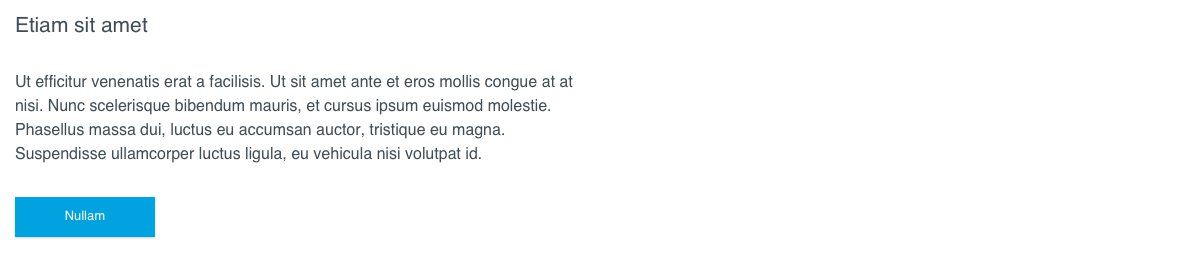 Etiam sit amet
Ut efficitur venenatis erat a facilisis. Ut sit amet ante et eros mollis congue at at
nisi. Nunc scelerisque bibendum mauris, et cursus ipsum euismod molestie.
Phasellus massa dui, luctus eu accumsan auctor, tristique eu magna.
Suspendisse ullamcorper luctus ligula, eu vehicula nisi volutpat id.
Nullam